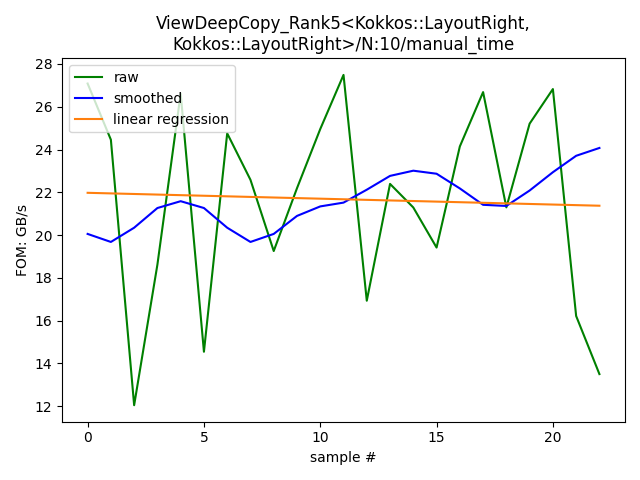 ViewDeepCopy_Rank5<Kokkos::LayoutRight,
Kokkos::LayoutRight>/N:10/manual_time
raw
smoothed
linear regression
FOM: GB/s
28
26
24
22
20
18
16
14
12
0
5
10
15
20
sample #